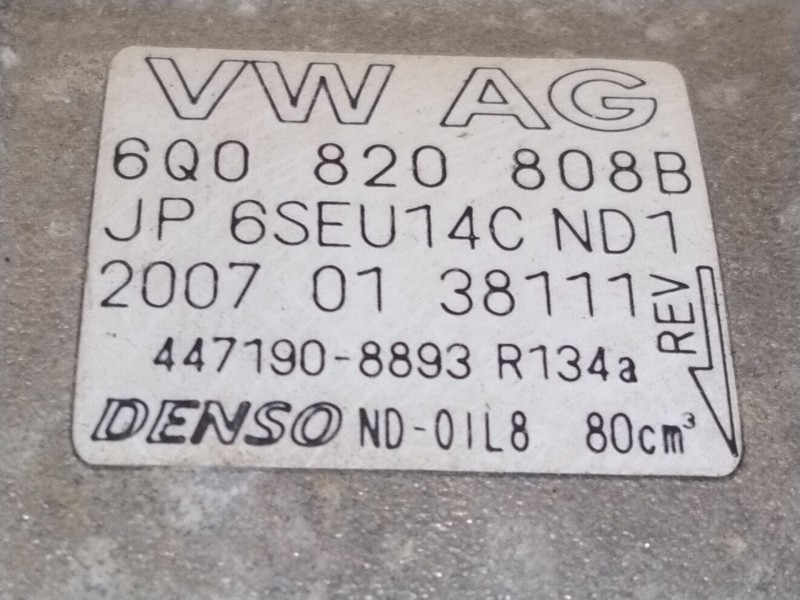 VW AG
6Q0 820 808B
JP 6SEU14C ND1
2007 01 38111
REV
447190-8893 R134a
DENSO ND-OIL8 80cm³